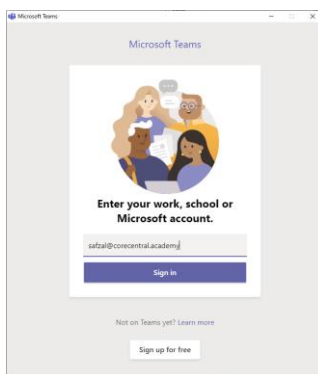 Microsoft Teams
Microsoft Teams
Enter your work, school or
Microsoft account.
safzal@corecentral.academy
Sign in
Not on Teams yet? Learn more
Sign up for free